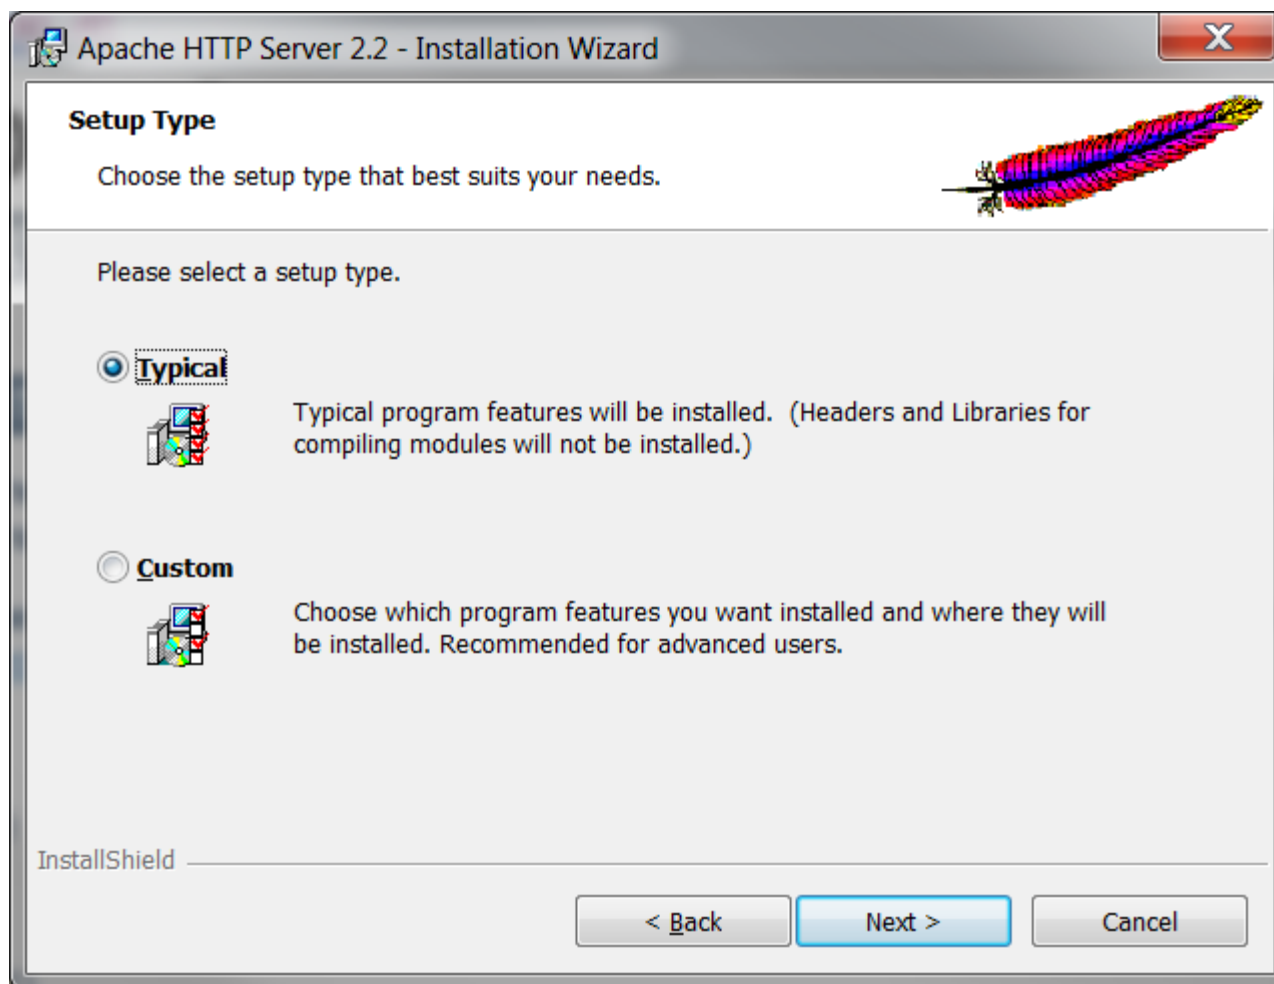 Apache HTTP Server 2.2 - Installation Wizard
X
Setup Type
Choose the setup type that best suits your needs.
Please select a setup type.
Typical
Typical program features will be installed.  (Headers and Libraries for
compiling modules will not be installed.)
Custom
Choose which program features you want installed and where they will
be installed. Recommended for advanced users.
InstallShield
< Back
Next >
Cancel